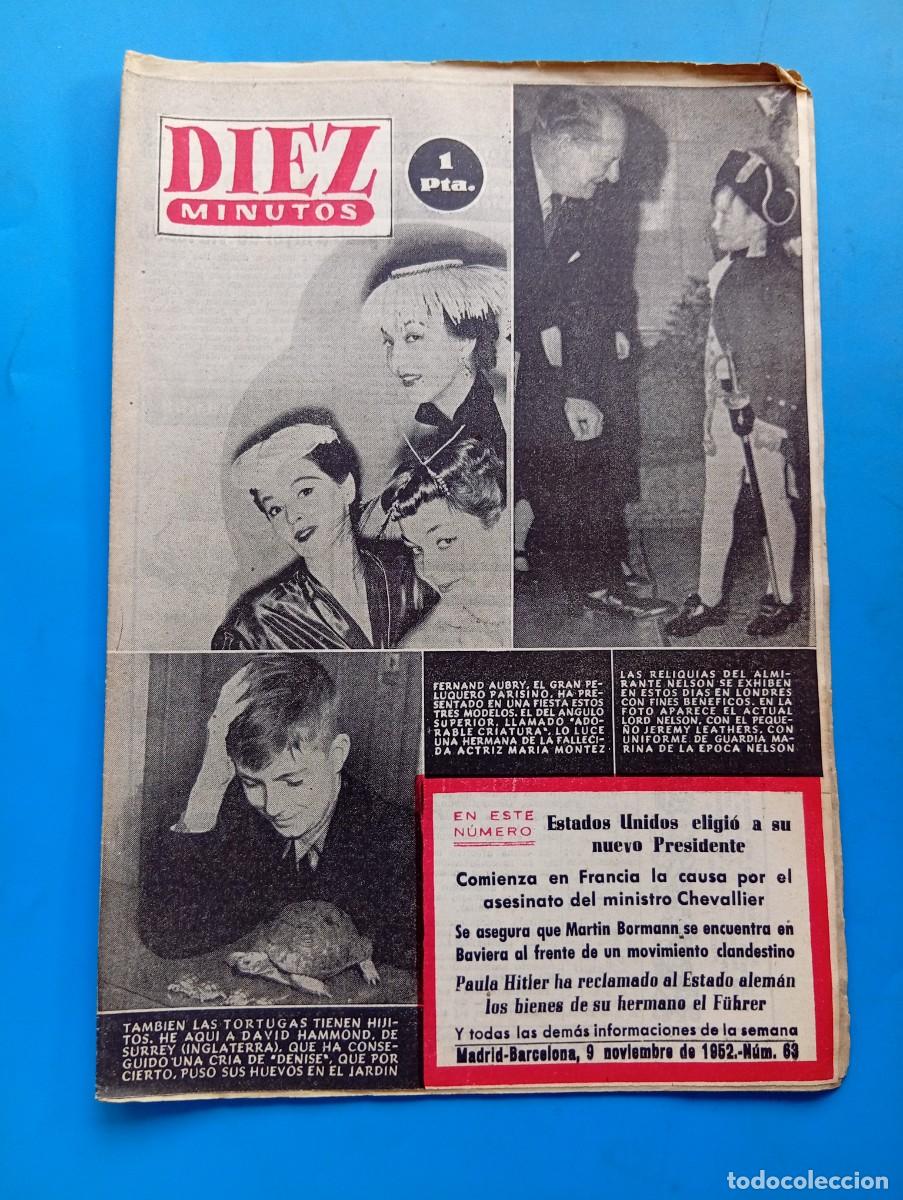 DIEZ
MINUTOS
1
Pta.
FERNAND AUBRY, EL GRAN PE-
LUQUERO PARISINO, HA PRE-
SENTADO EN UNA FIESTA ESTOS
TRES MODELOS. EL DEL ANGULO
SUPERIOR, LLAMADO "ADO-
RABLE CRIATURA", LO LUCE
UNA HERMANA DE LA FALLECI-
DA ACTRIZ MARIA MONTEZ
LAS RELIQUIAS DEL ALMI-
RANTE NELSON SE EXHIBEN
EN ESTOS DIAS EN LONDRES
CON FINES BENEFICOS. EN LA
FOTO APARECE EL ACTUAL
LORD NELSON, CON EL PEQUE-
ÑO JEREMY LEATHERS, CON
UNIFORME DE GUARDIA MA-
RINA DE LA EPOCA NELSON
TAMBIEN LAS TORTUGAS TIENEN HIJI-
TOS. HE AQUI A DAVID HAMMOND, DE
SURREY (INGLATERRA), QUE HA CONSE-
GUIDO UNA CRIA DE "DENISE", QUE POR
CIERTO, PUSO SUS HUEVOS EN EL JARDIN
EN ESTE
NÚMERO
Estados Unidos eligió a su
nuevo Presidente
Comienza en Francia la causa por el
asesinato del ministro Chevallier
Se asegura que Martin Bormann se encuentra en
Baviera al frente de un movimiento clandestino
Paula Hitler ha reclamado al Estado alemán
los bienes de su hermano el Führer
Y todas las demás informaciones de la semana
Madrid-Barcelona, 9 noviembre de 1952.-Núm. 63
todocoleccion